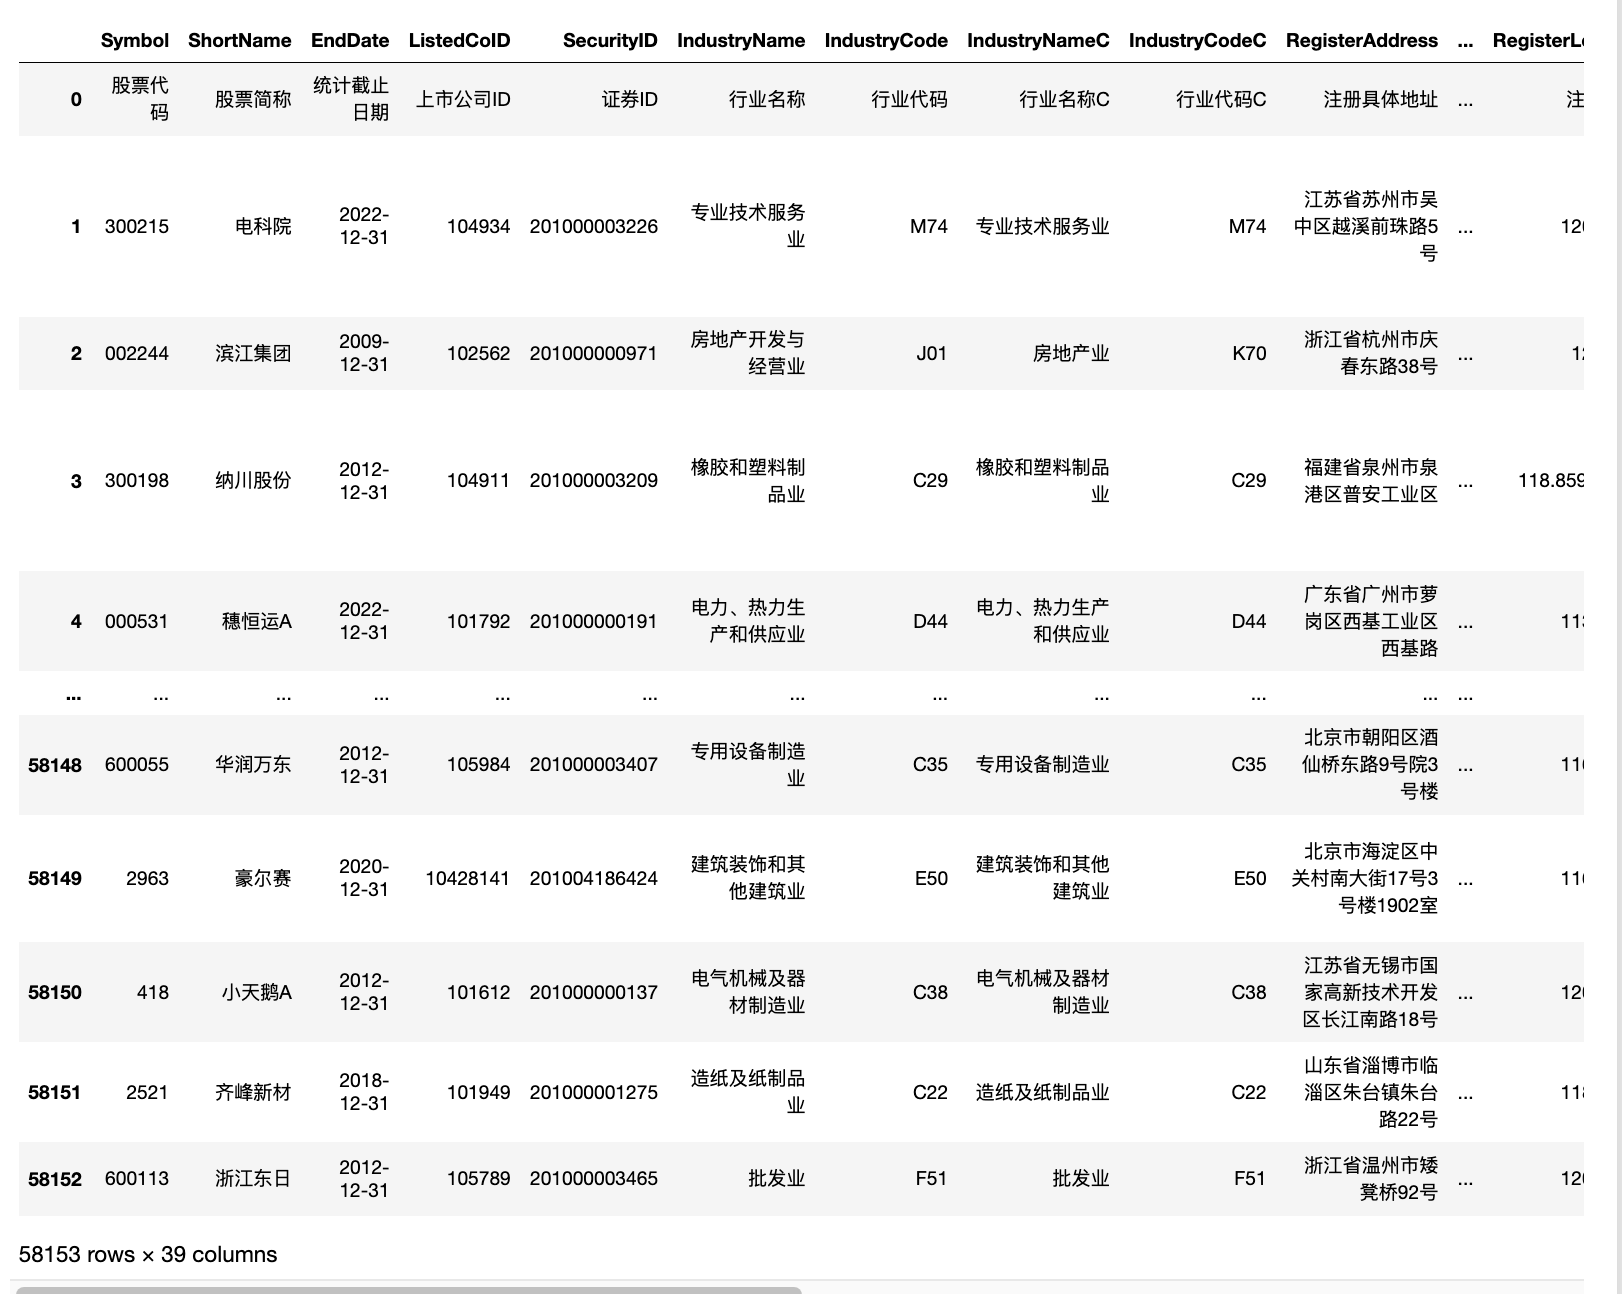 Symbol ShortName EndDate ListedCoID SecurityID IndustryName IndustryCode IndustryNameC IndustryCodeC RegisterAddress ...
0 股票代码 股票简称 统计截止日期 上市公司ID 证券ID 行业名称 行业代码 行业名称C 行业代码C 注册具体地址 ...
1 300215 电科院 2022-12-31 104934 201000003226 专业技术服务业 M74 专业技术服务业 M74 江苏省苏州市吴中区越溪前珠路5号 ...
2 002244 滨江集团 2009-12-31 102562 201000000971 房地产开发与经营业 J01 房地产业 K70 浙江省杭州市庆春东路38号 ...
3 300198 纳川股份 2012-12-31 104911 201000003209 橡胶和塑料制品业 C29 橡胶和塑料制品业 C29 福建省泉州市泉港区普安工业区 ... 118.859
4 000531 穗恒运A 2022-12-31 101792 201000000191 电力、热力生产和供应业 D44 电力、热力生产和供应业 D44 广东省广州市萝岗区西基工业区西基路 ...
... ... ... ... ... ... ... ... ... ... ... ...
58148 600055 华润万东 2012-12-31 105984 201000003407 专用设备制造业 C35 专用设备制造业 C35 北京市朝阳区酒仙桥东路9号院3号楼 ...
58149 2963 豪尔赛 2020-12-31 10428141 201004186424 建筑装饰和其他建筑业 E50 建筑装饰和其他建筑业 E50 北京市海淀区中关村南大街17号3号楼1902室 ...
58150 418 小天鹅A 2012-12-31 101612 201000000137 电气机械及器材制造业 C38 电气机械及器材制造业 C38 江苏省无锡市国家高新技术开发区长江南路18号 ...
58151 2521 齐峰新材 2018-12-31 101949 201000001275 造纸及纸制品业 C22 造纸及纸制品业 C22 山东省淄博市临淄区朱台镇朱台路22号 ...
58152 600113 浙江东日 2012-12-31 105789 201000003465 批发业 F51 批发业 F51 浙江省温州市矮凳桥92号 ...
58153 rows × 39 columns